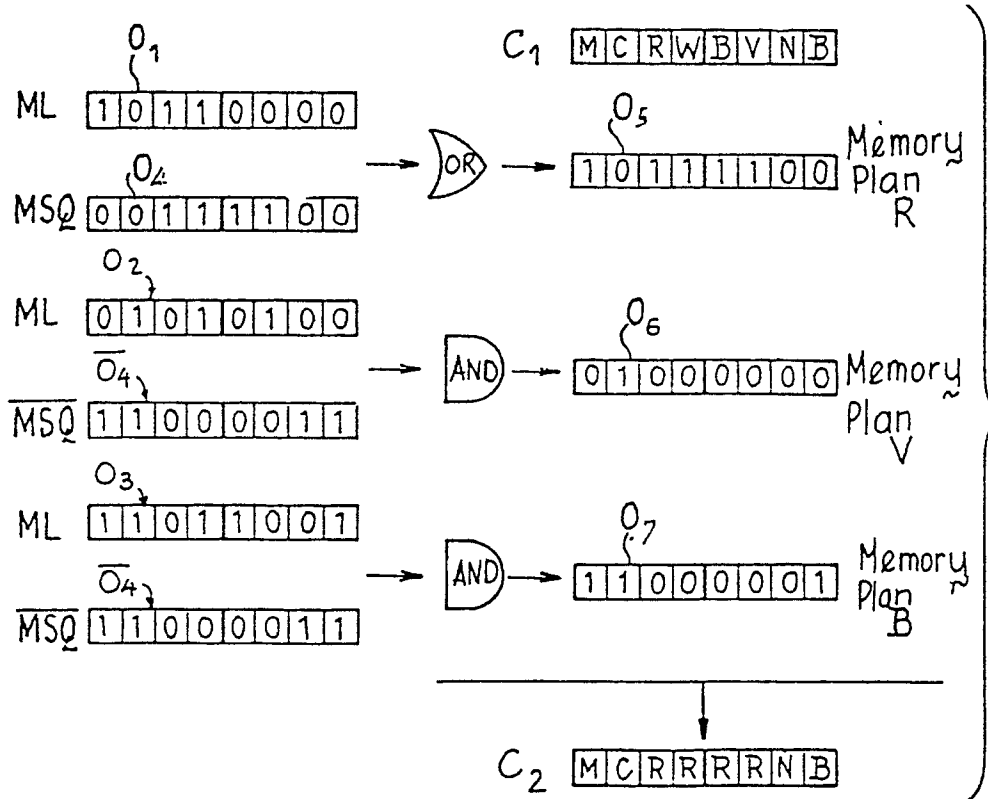 O1
C1 M C R W B V N B
ML 1 0 1 1 0 0 0 0
OR
O5
1 0 1 1 1 1 0 0
Memory
Plan
R
O4
MSQ 0 0 1 1 1 1 0 0
O2
ML 0 1 0 1 0 1 0 0
O̅4
M̅S̅Q̅ 1 1 0 0 0 0 1 1
AND
O6
0 1 0 0 0 0 0 0
Memory
Plan
V
O3
ML 1 1 0 1 1 0 0 1
O̅4
M̅S̅Q̅ 1 1 0 0 0 0 1 1
AND
O7
1 1 0 0 0 0 0 1
Memory
Plan
B
C2 M C R R R R N B